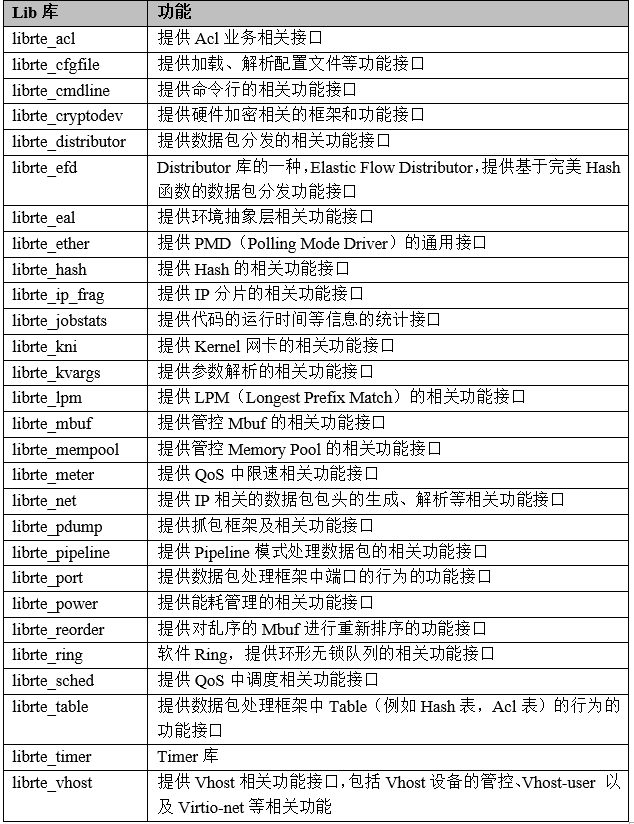 Lib 库 功能
librte_acl 提供 Acl 业务相关接口
librte_cfgfile 提供加载、解析配置文件等功能接口
librte_cmdline 提供命令行的相关功能接口
librte_cryptodev 提供硬件加密相关的框架和功能接口
librte_distributor 提供数据包分发的相关功能接口
librte_efd Distributor 库的一种，Elastic Flow Distributor，提供基于完美 Hash
函数的数据包分发功能接口
librte_eal 提供环境抽象层相关功能接口
librte_ether 提供 PMD（Polling Mode Driver）的通用接口
librte_hash 提供 Hash 的相关功能接口
librte_ip_frag 提供 IP 分片的相关功能接口
librte_jobstats 提供代码的运行时间等信息的统计接口
librte_kni 提供 Kernel 网卡的相关功能接口
librte_kvargs 提供参数解析的相关功能接口
librte_lpm 提供 LPM（Longest Prefix Match）的相关功能接口
librte_mbuf 提供管控 Mbuf 的相关功能接口
librte_mempool 提供管控 Memory Pool 的相关功能接口
librte_meter 提供 QoS 中限速相关功能接口
librte_net 提供 IP 相关的数据包包头的生成、解析等相关功能接口
librte_pdump 提供抓包框架及相关功能接口
librte_pipeline 提供 Pipeline 模式处理数据包的相关功能接口
librte_port 提供数据包处理框架中端口的行为的功能接口
librte_power 提供能耗管理的相关功能接口
librte_reorder 提供对乱序的 Mbuf 进行重新排序的功能接口
librte_ring 软件 Ring，提供环形无锁队列的相关功能接口
librte_sched 提供 QoS 中调度相关功能接口
librte_table 提供数据包处理框架中 Table（例如 Hash 表，Acl 表）的行为的
功能接口
librte_timer Timer 库
librte_vhost 提供 Vhost 相关功能接口，包括 Vhost 设备的管控、Vhost-user 以
及 Virtio-net 等相关功能